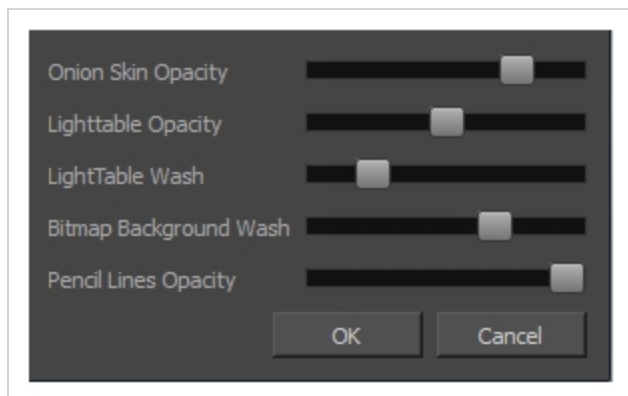 Onion Skin Opacity
Lighttable Opacity
LightTable Wash
Bitmap Background Wash
Pencil Lines Opacity
OK Cancel